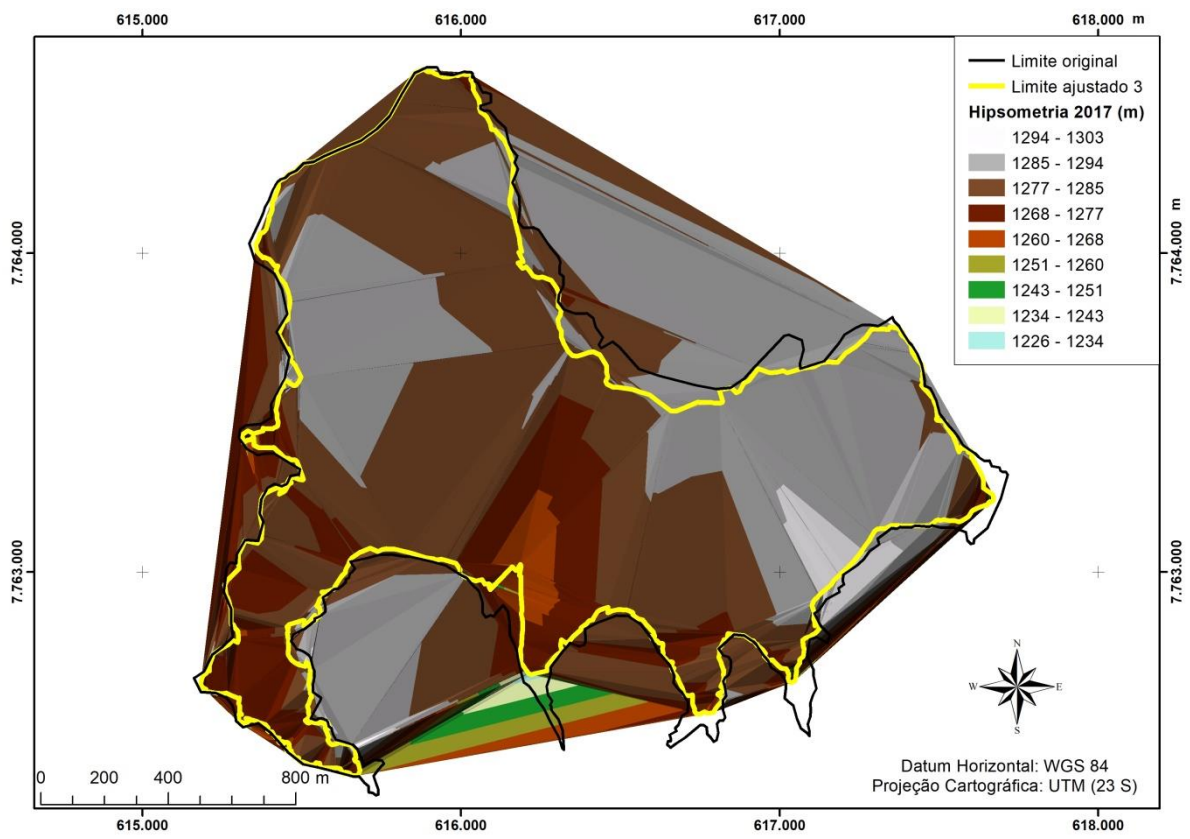 615.000 616.000 617.000 618.000 m
Limite original
Limite ajustado 3
Hipsometria 2017 (m)
1294 - 1303
1285 - 1294
1277 - 1285
1268 - 1277
1260 - 1268
1251 - 1260
1243 - 1251
1234 - 1243
1226 - 1234
m
7.764.000 7.764.000
7.763.000 7.763.000
N
W E
S
Datum Horizontal: WGS 84
Projeção Cartográfica: UTM (23 S)
0 200 400 800 m
615.000 616.000 617.000 618.000